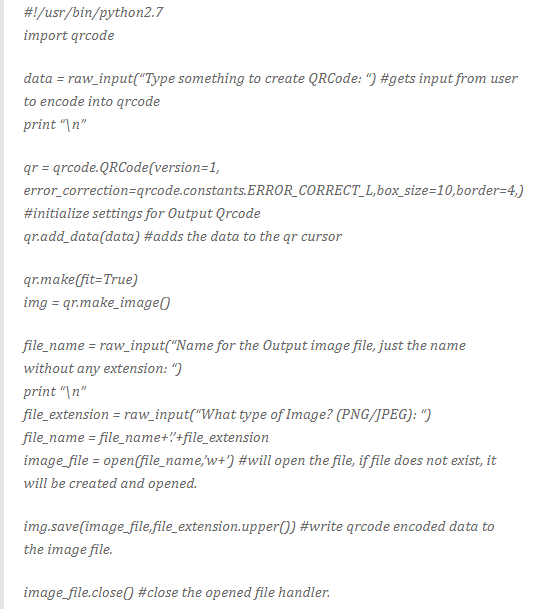 #!/usr/bin/python2.7
import qrcode
data = raw_input(“Type something to create QRCode: “) #gets input from user
to encode into qrcode
print “\n”
qr = qrcode.QRCode(version=1,
error_correction=qrcode.constants.ERROR_CORRECT_L,box_size=10,border=4,)
#initialize settings for Output Qrcode
qr.add_data(data) #adds the data to the qr cursor
qr.make(fit=True)
img = qr.make_image()
file_name = raw_input(“Name for the Output image file, just the name
without any extension: “)
print “\n”
file_extension = raw_input(“What type of Image? (PNG/JPEG): “)
file_name = file_name+’.’+file_extension
image_file = open(file_name,’w+’) #will open the file, if file does not exist, it
will be created and opened.
img.save(image_file,file_extension.upper()) #write qrcode encoded data to
the image file.
image_file.close() #close the opened file handler.